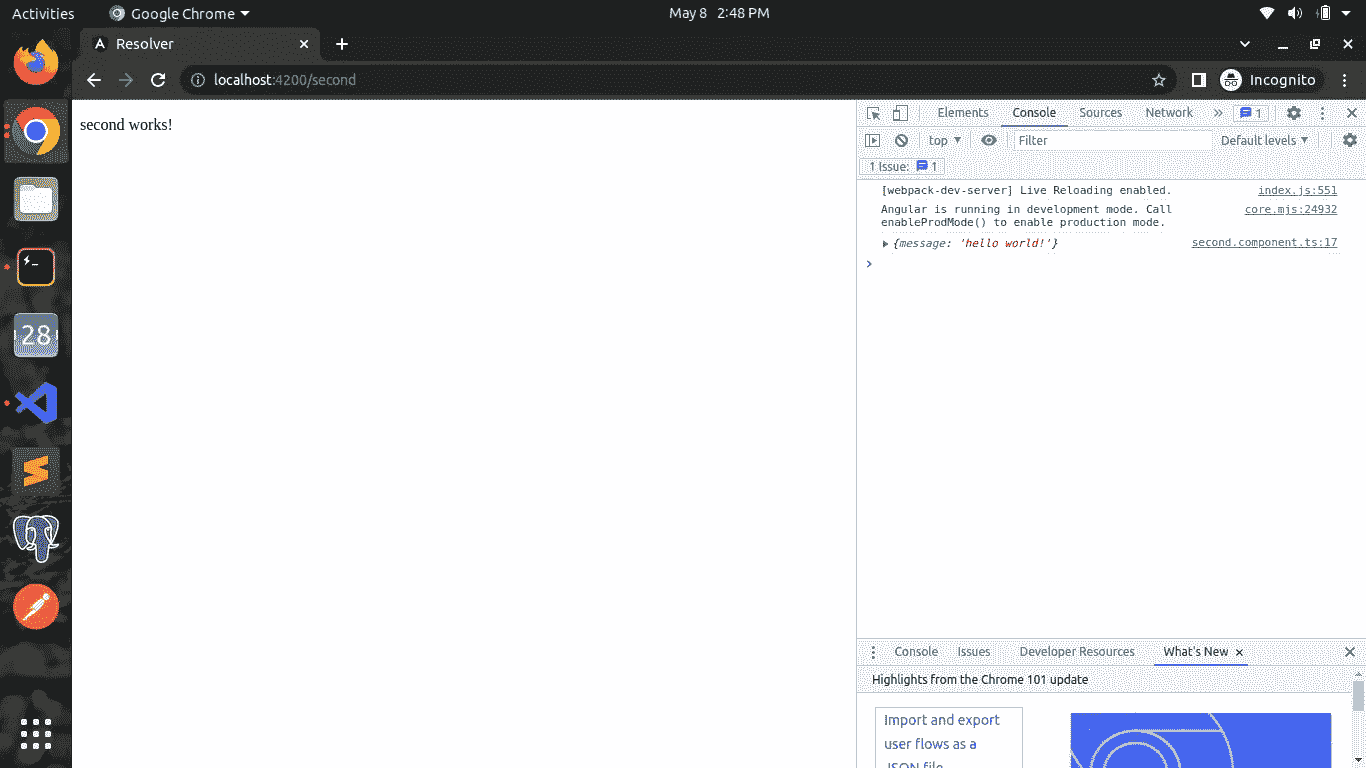 Activities Google Chrome May 8 2:48 PM
Resolver
localhost:4200/second Incognito
second works!
Elements Console Sources Network » 1
top Filter Default levels
1 Issue: 1
[webpack-dev-server] Live Reloading enabled. index.js:551
Angular is running in development mode. Call core.mjs:24932
enableProdMode() to enable production mode.
{message: 'hello world!'} second.component.ts:17
28
Console Issues Developer Resources What's New
Highlights from the Chrome 101 update
Import and export
user flows as a
JSON file